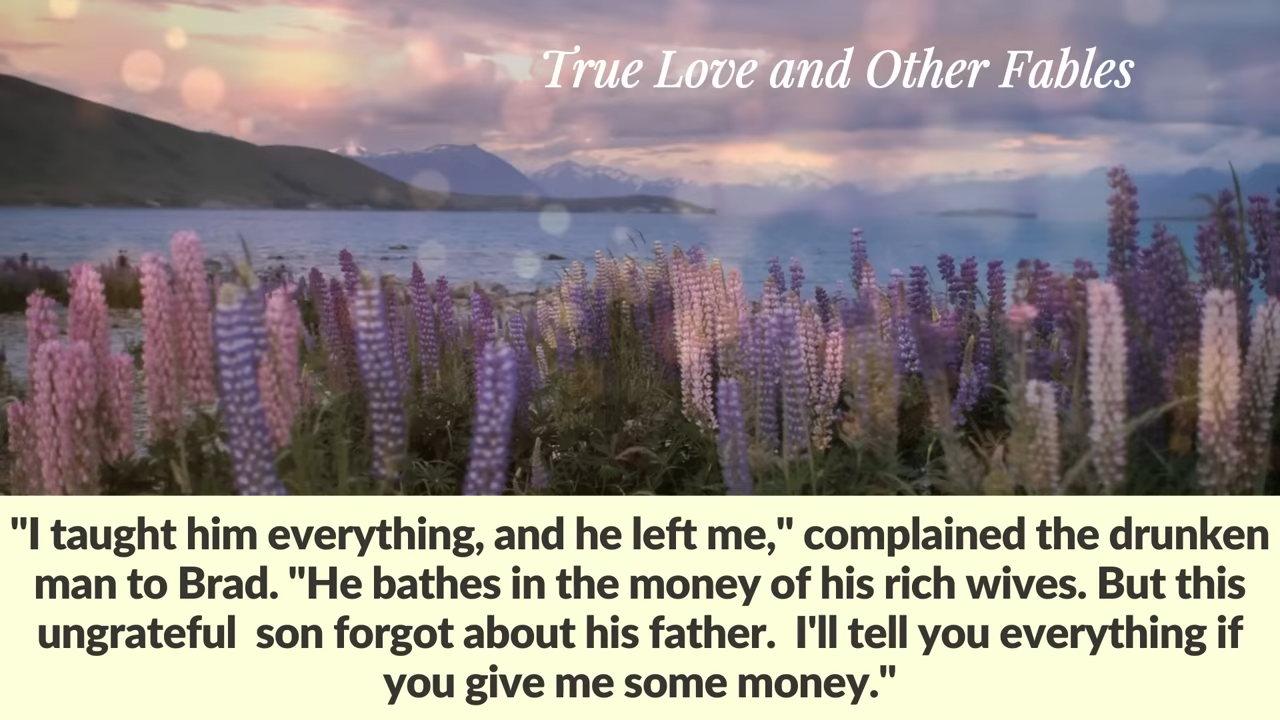 True Love and Other Fables
"I taught him everything, and he left me," complained the drunken
man to Brad. "He bathes in the money of his rich wives. But this
ungrateful  son forgot about his father.  I'll tell you everything if
you give me some money."